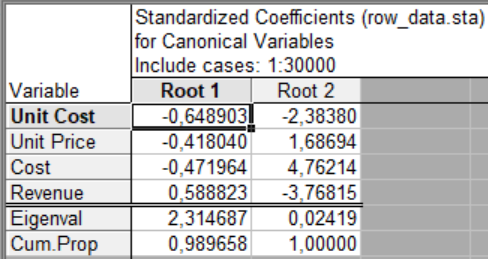 Standardized Coefficients (row_data.sta)
for Canonical Variables
Include cases: 1:30000
Variable Root 1 Root 2
Unit Cost -0,648903 -2,38380
Unit Price -0,418040 1,68694
Cost -0,471964 4,76214
Revenue 0,588823 -3,76815
Eigenval 2,314687 0,02419
Cum.Prop 0,989658 1,00000